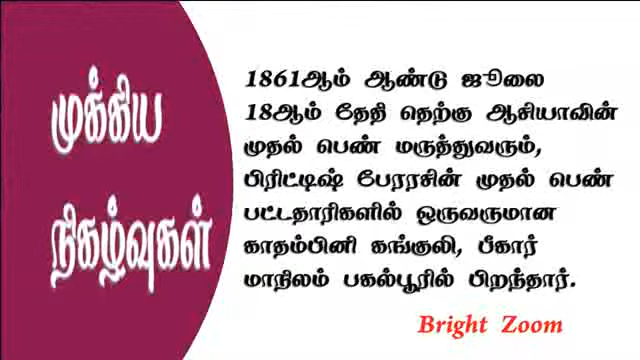 முக்கிய
நிகழ்வுகள்
1861ஆம் ஆண்டு ஜூலை
18ஆம் தேதி தெற்கு ஆசியாவின்
முதல் பெண் மருத்துவரும்,
பிரிட்டிஷ் பேரரசின் முதல் பெண்
பட்டதாரிகளில் ஒருவருமான
காதம்பினி கங்குலி, பீகார்
மாநிலம் பகல்பூரில் பிறந்தார்.
Bright Zoom